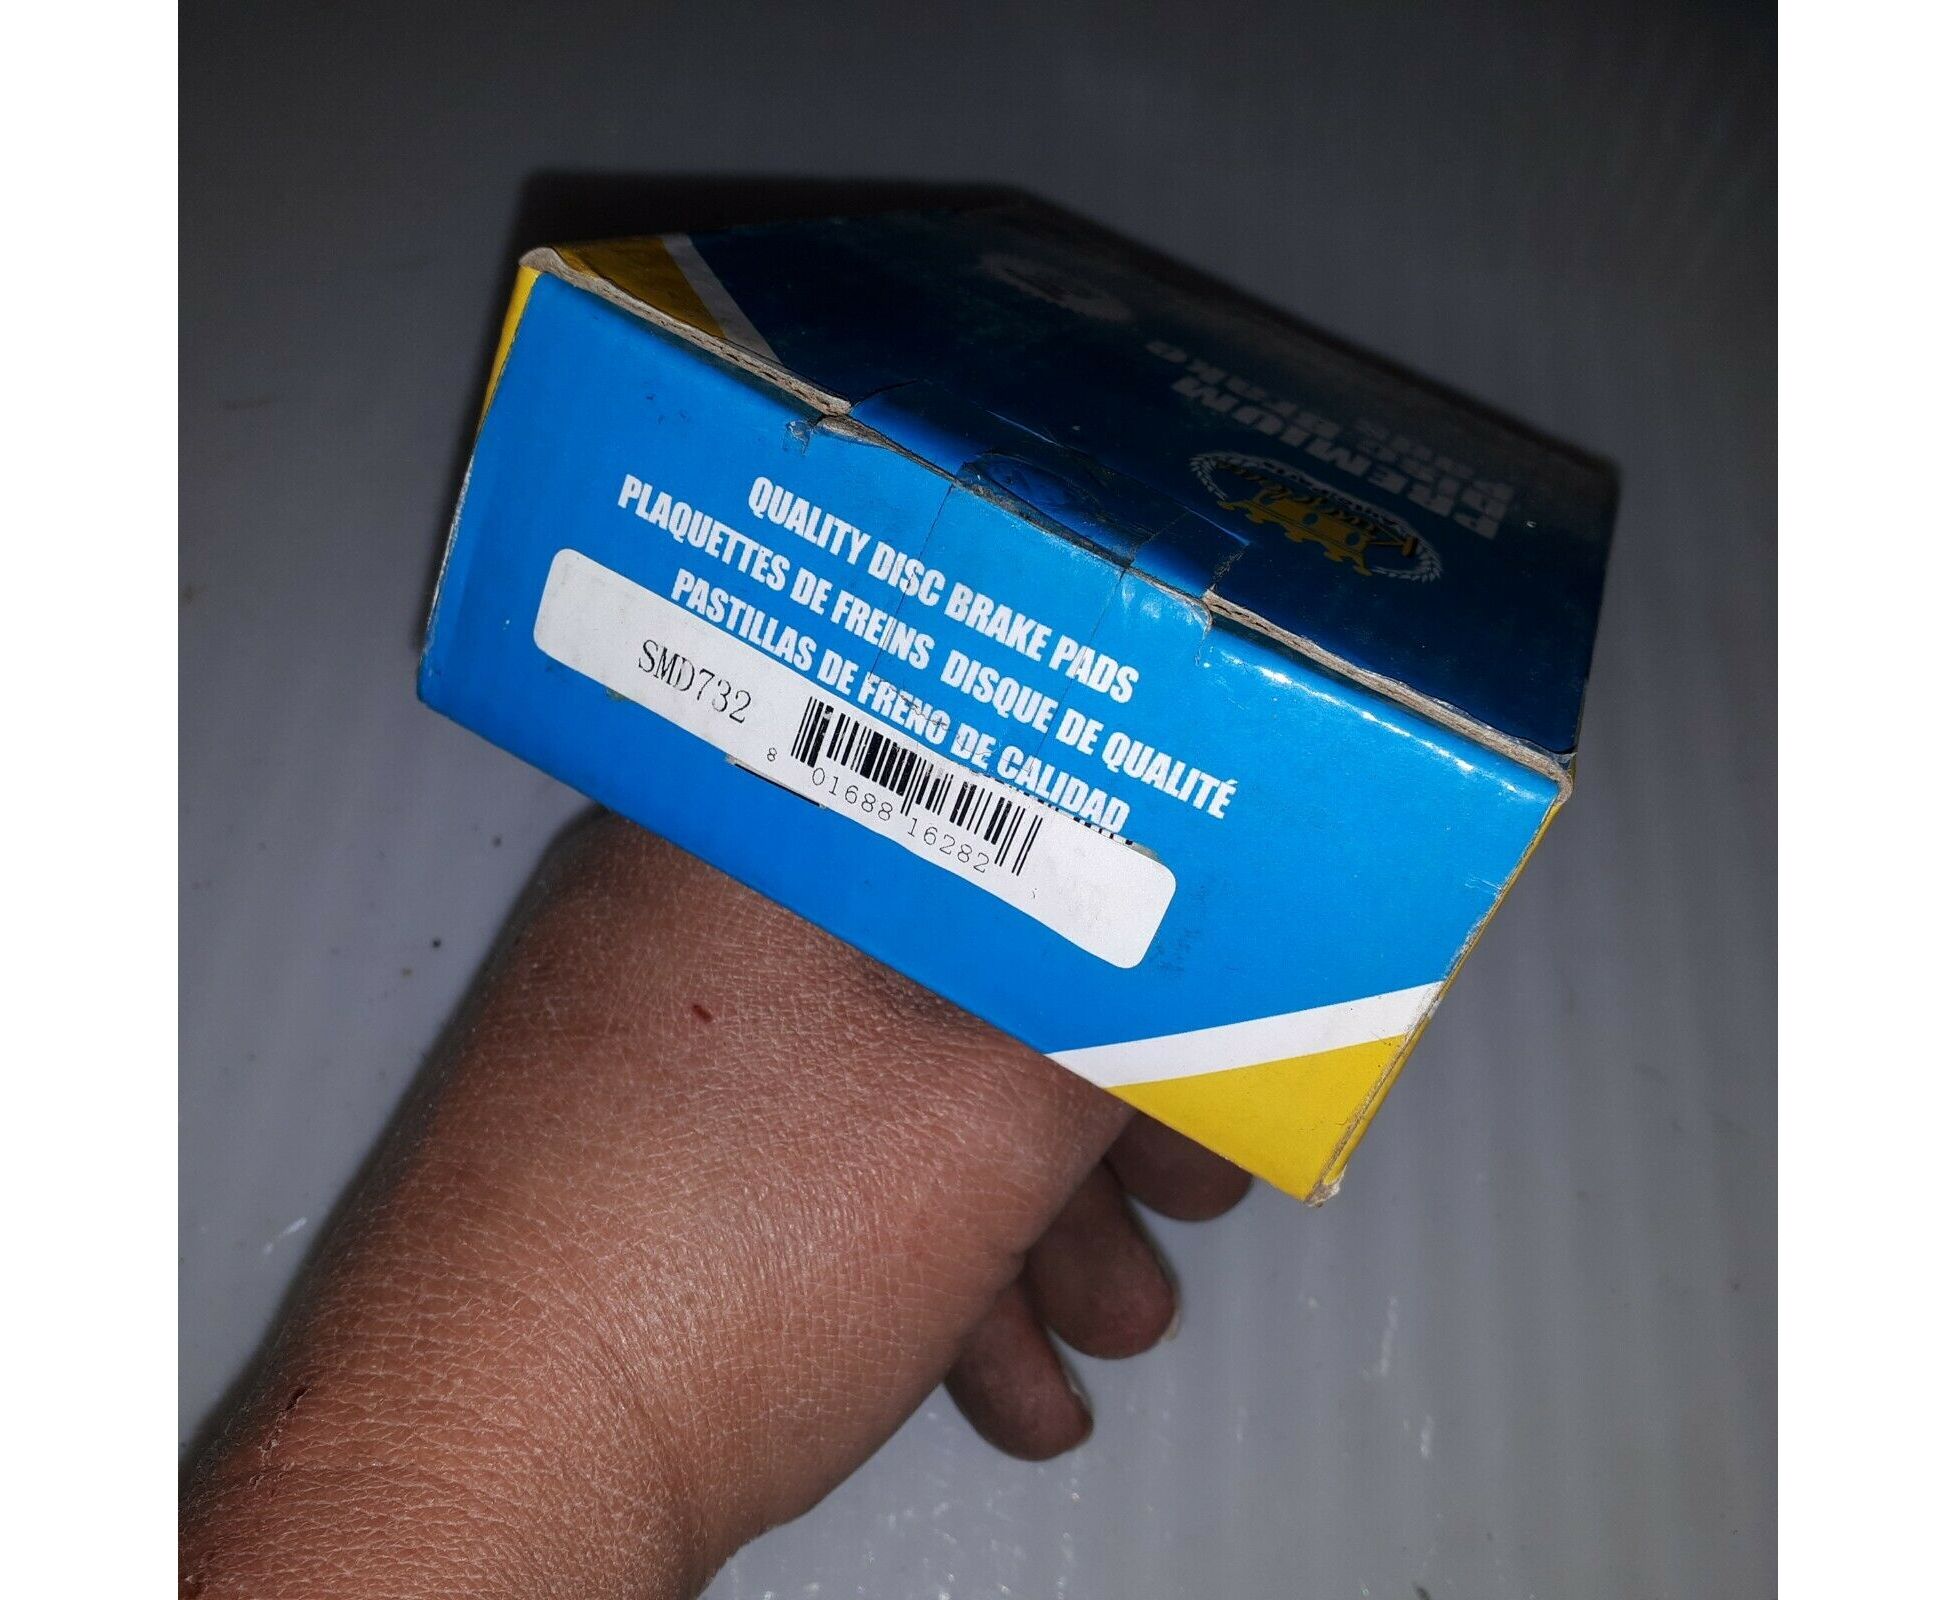 QUALITY DISC BRAKE PADS
PLAQUETTES DE FREINS DISQUE DE QUALITÉ
PASTILLAS DE FRENO DE CALIDAD
SMD732
8 01688 16282
PREMIUM